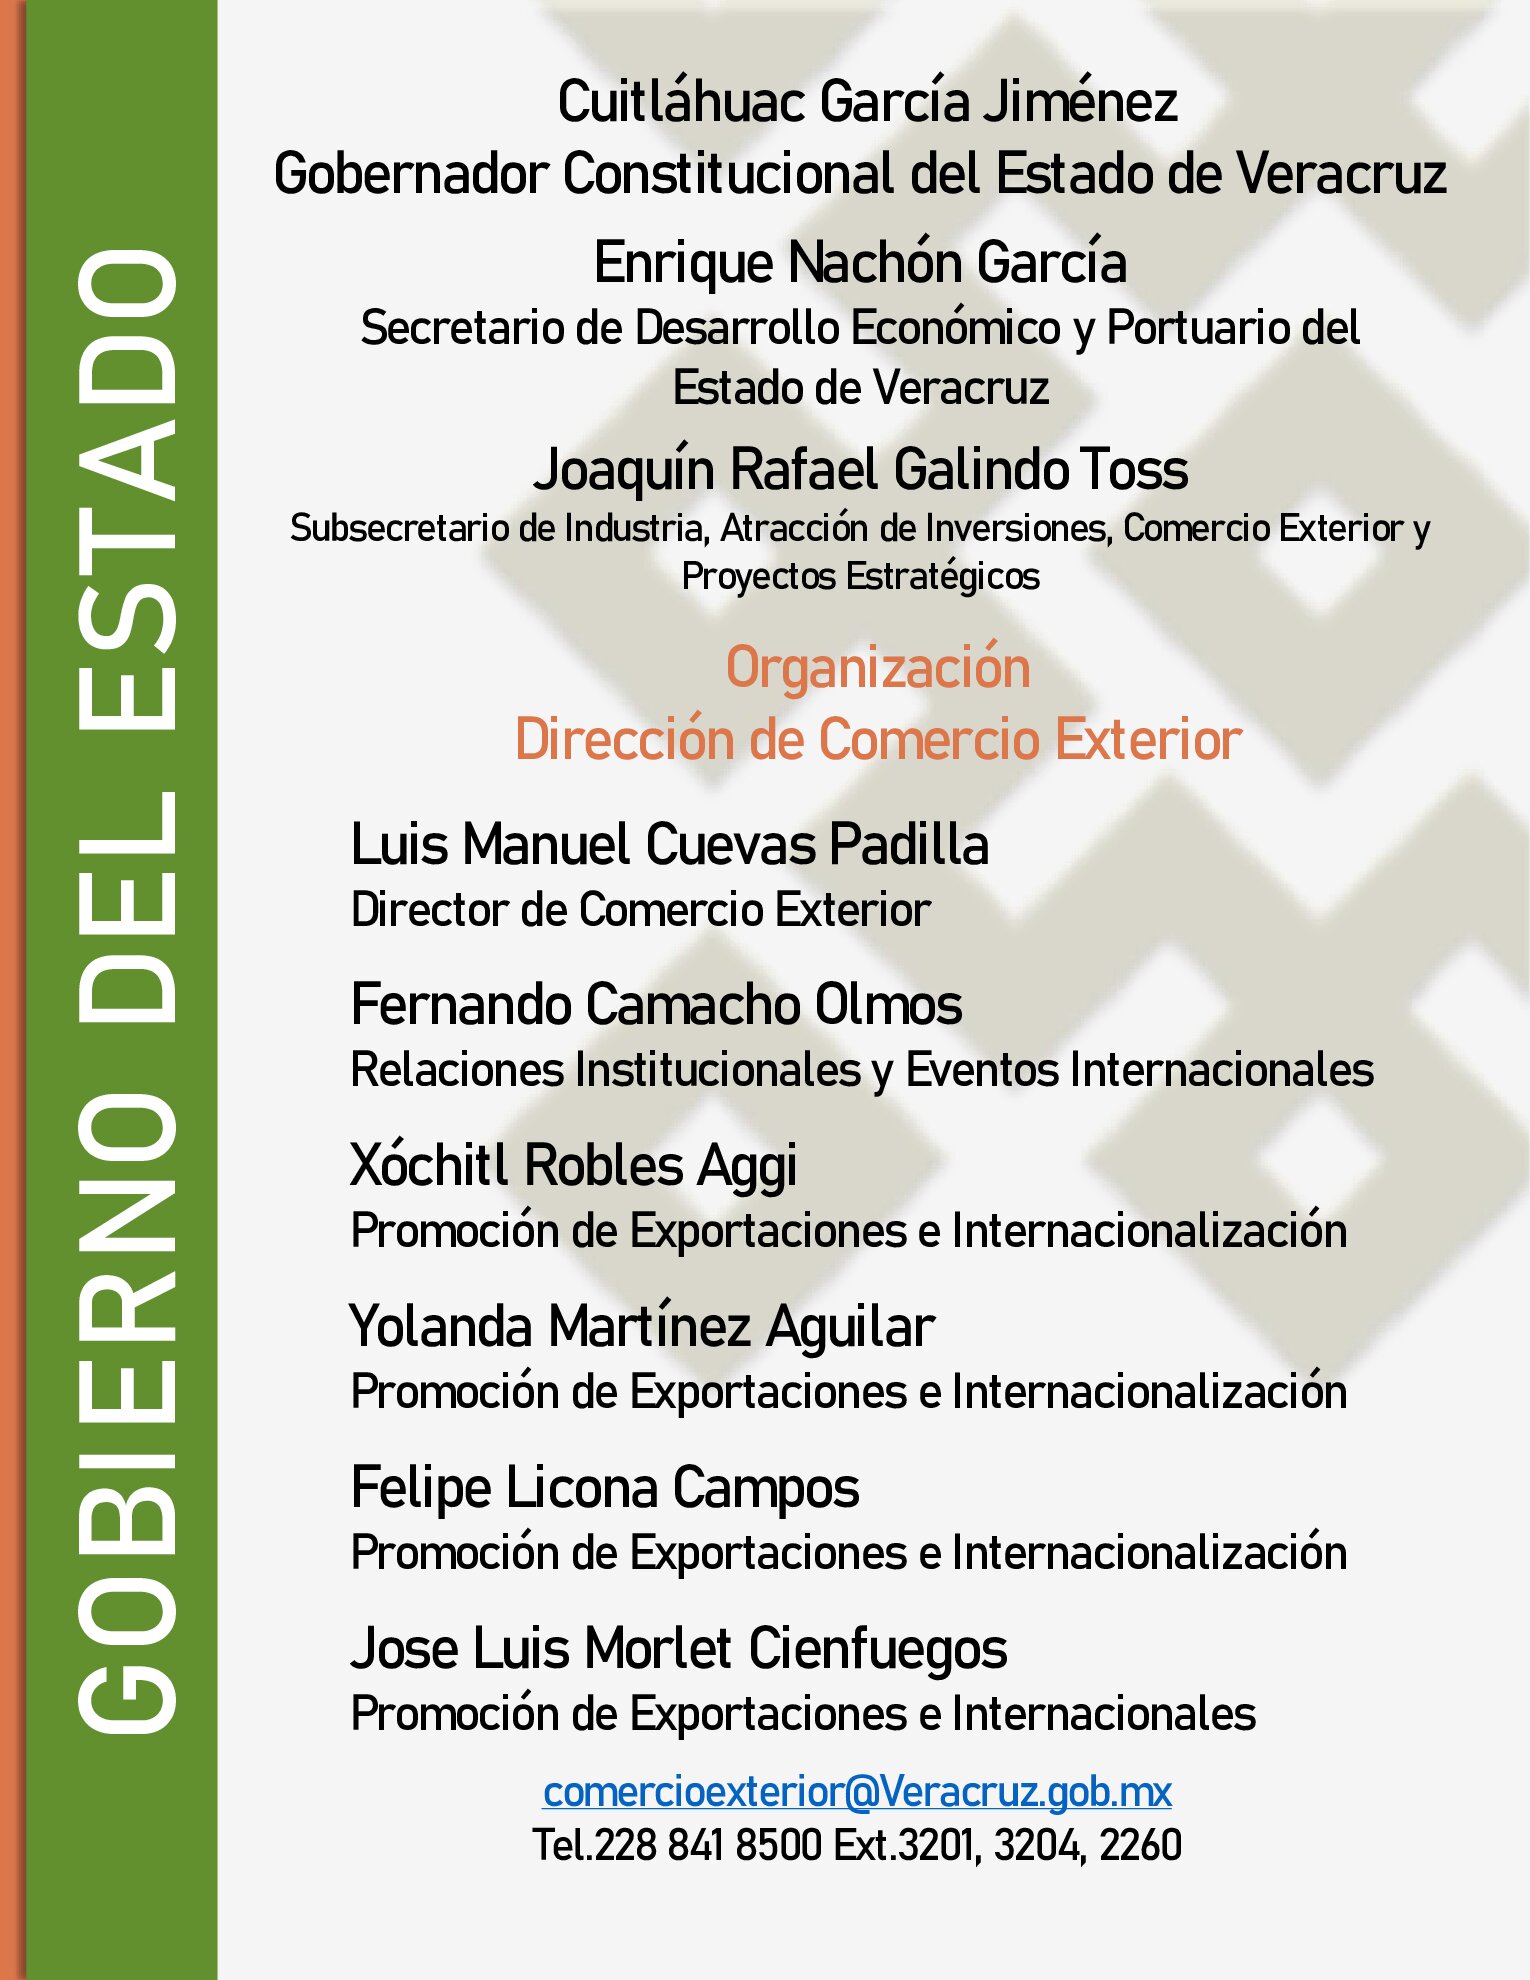 GOBIERNO DEL ESTADO
Cuitláhuac García Jiménez
Gobernador Constitucional del Estado de Veracruz
Enrique Nachón García
Secretario de Desarrollo Económico y Portuario del
Estado de Veracruz
Joaquín Rafael Galindo Toss
Subsecretario de Industria, Atracción de Inversiones, Comercio Exterior y
Proyectos Estratégicos
Organización
Dirección de Comercio Exterior
Luis Manuel Cuevas Padilla
Director de Comercio Exterior
Fernando Camacho Olmos
Relaciones Institucionales y Eventos Internacionales
Xóchitl Robles Aggi
Promoción de Exportaciones e Internacionalización
Yolanda Martínez Aguilar
Promoción de Exportaciones e Internacionalización
Felipe Licona Campos
Promoción de Exportaciones e Internacionalización
Jose Luis Morlet Cienfuegos
Promoción de Exportaciones e Internacionales
comercioexterior@Veracruz.gob.mx
Tel.228 841 8500 Ext.3201, 3204, 2260